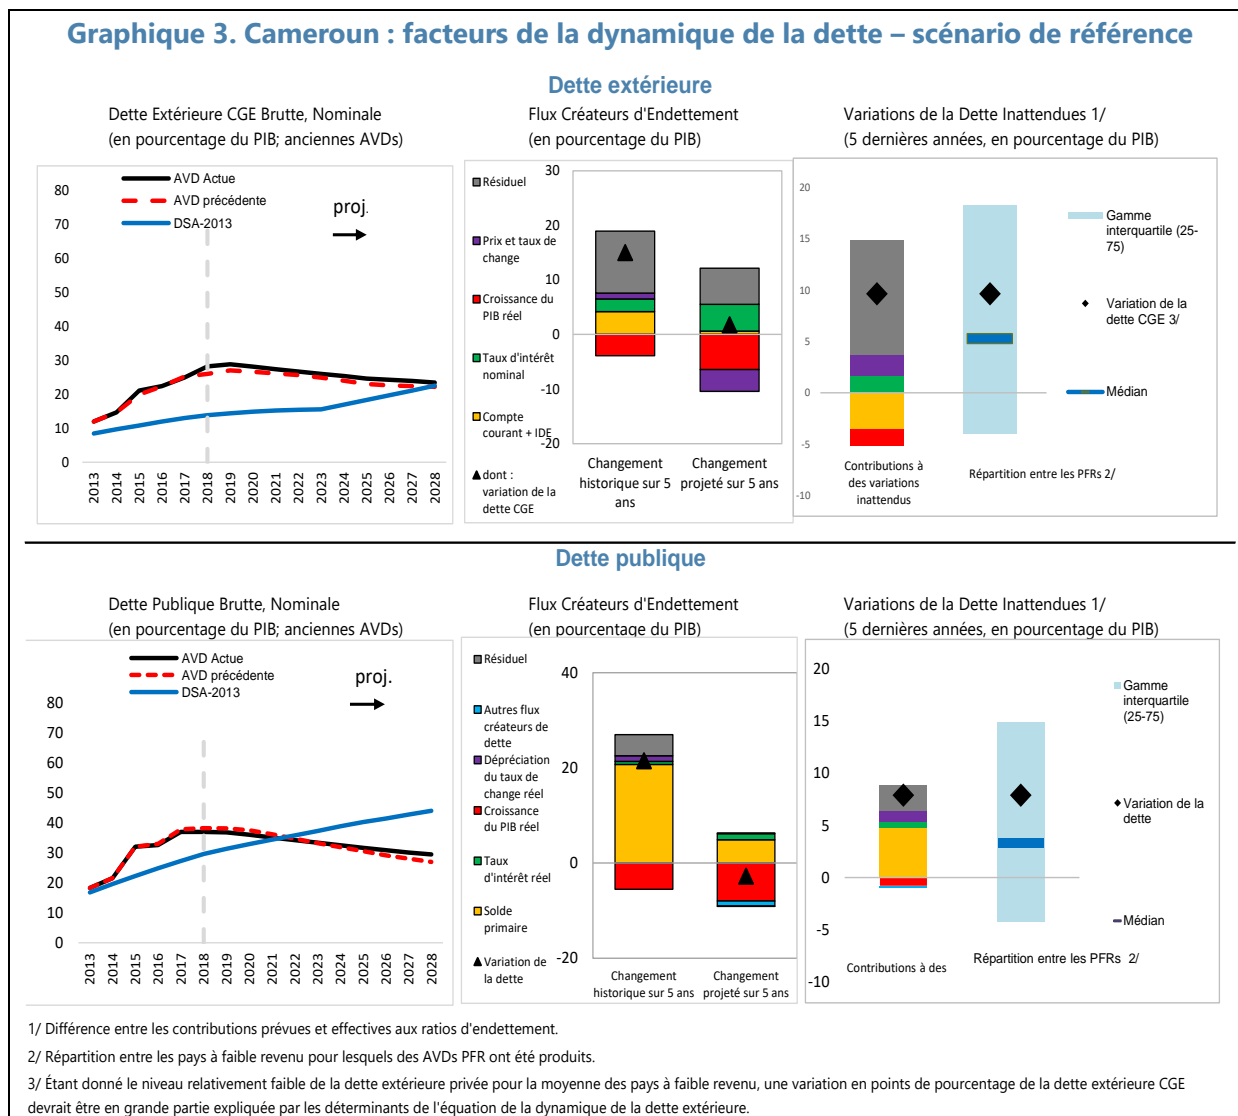 Graphique 3. Cameroun : facteurs de la dynamique de la dette – scénario de référence
Dette extérieure
Dette Extérieure CGE Brutte, Nominale
(en pourcentage du PIB; anciennes AVDs)
AVD Actue
AVD précédente
DSA-2013
proj.
80
70
60
50
40
30
20
10
0
2013
2014
2015
2016
2017
2018
2019
2020
2021
2022
2023
2024
2025
2026
2027
2028
Flux Créateurs d'Endettement
(en pourcentage du PIB)
Résiduel
Prix et taux de
change
Croissance du
PIB réel
Taux d'intérêt
nominal
Compte
courant + IDE
dont :
variation de la
dette CGE
30
20
10
0
-10
-20
Changement
historique sur 5
ans
Changement
projeté sur 5 ans
Variations de la Dette Inattendues 1/
(5 dernières années, en pourcentage du PIB)
20
15
10
5
0
-5
-10
Contributions à
des variations
inattendus
Répartition entre les PFRs 2/
Gamme
interquartile (25-
75)
Variation de la
dette CGE 3/
Médian
Dette publique
Dette Publique Brutte, Nominale
(en pourcentage du PIB; anciennes AVDs)
AVD Actue
AVD précédente
DSA-2013
proj.
80
70
60
50
40
30
20
10
0
2013
2014
2015
2016
2017
2018
2019
2020
2021
2022
2023
2024
2025
2026
2027
2028
Flux Créateurs d'Endettement
(en pourcentage du PIB)
Résiduel
Autres flux
créateurs de
dette
Dépréciation
du taux de
change réel
Croissance
du PIB réel
Taux
d'intérêt réel
Solde
primaire
Variation de
la dette
40
20
0
-20
Changement
historique sur 5 ans
Changement
projeté sur 5 ans
Variations de la Dette Inattendues 1/
(5 dernières années, en pourcentage du PIB)
20
15
10
5
0
-5
-10
Contributions à des
Répartition entre les PFRs 2/
Gamme
interquartile
(25-75)
Variation de la
dette
Médian
1/ Différence entre les contributions prévues et effectives aux ratios d'endettement.
2/ Répartition entre les pays à faible revenu pour lesquels des AVDs PFR ont été produits.
3/ Étant donné le niveau relativement faible de la dette extérieure privée pour la moyenne des pays à faible revenu, une variation en points de pourcentage de la dette extérieure CGE
devrait être en grande partie expliquée par les déterminants de l'équation de la dynamique de la dette extérieure.